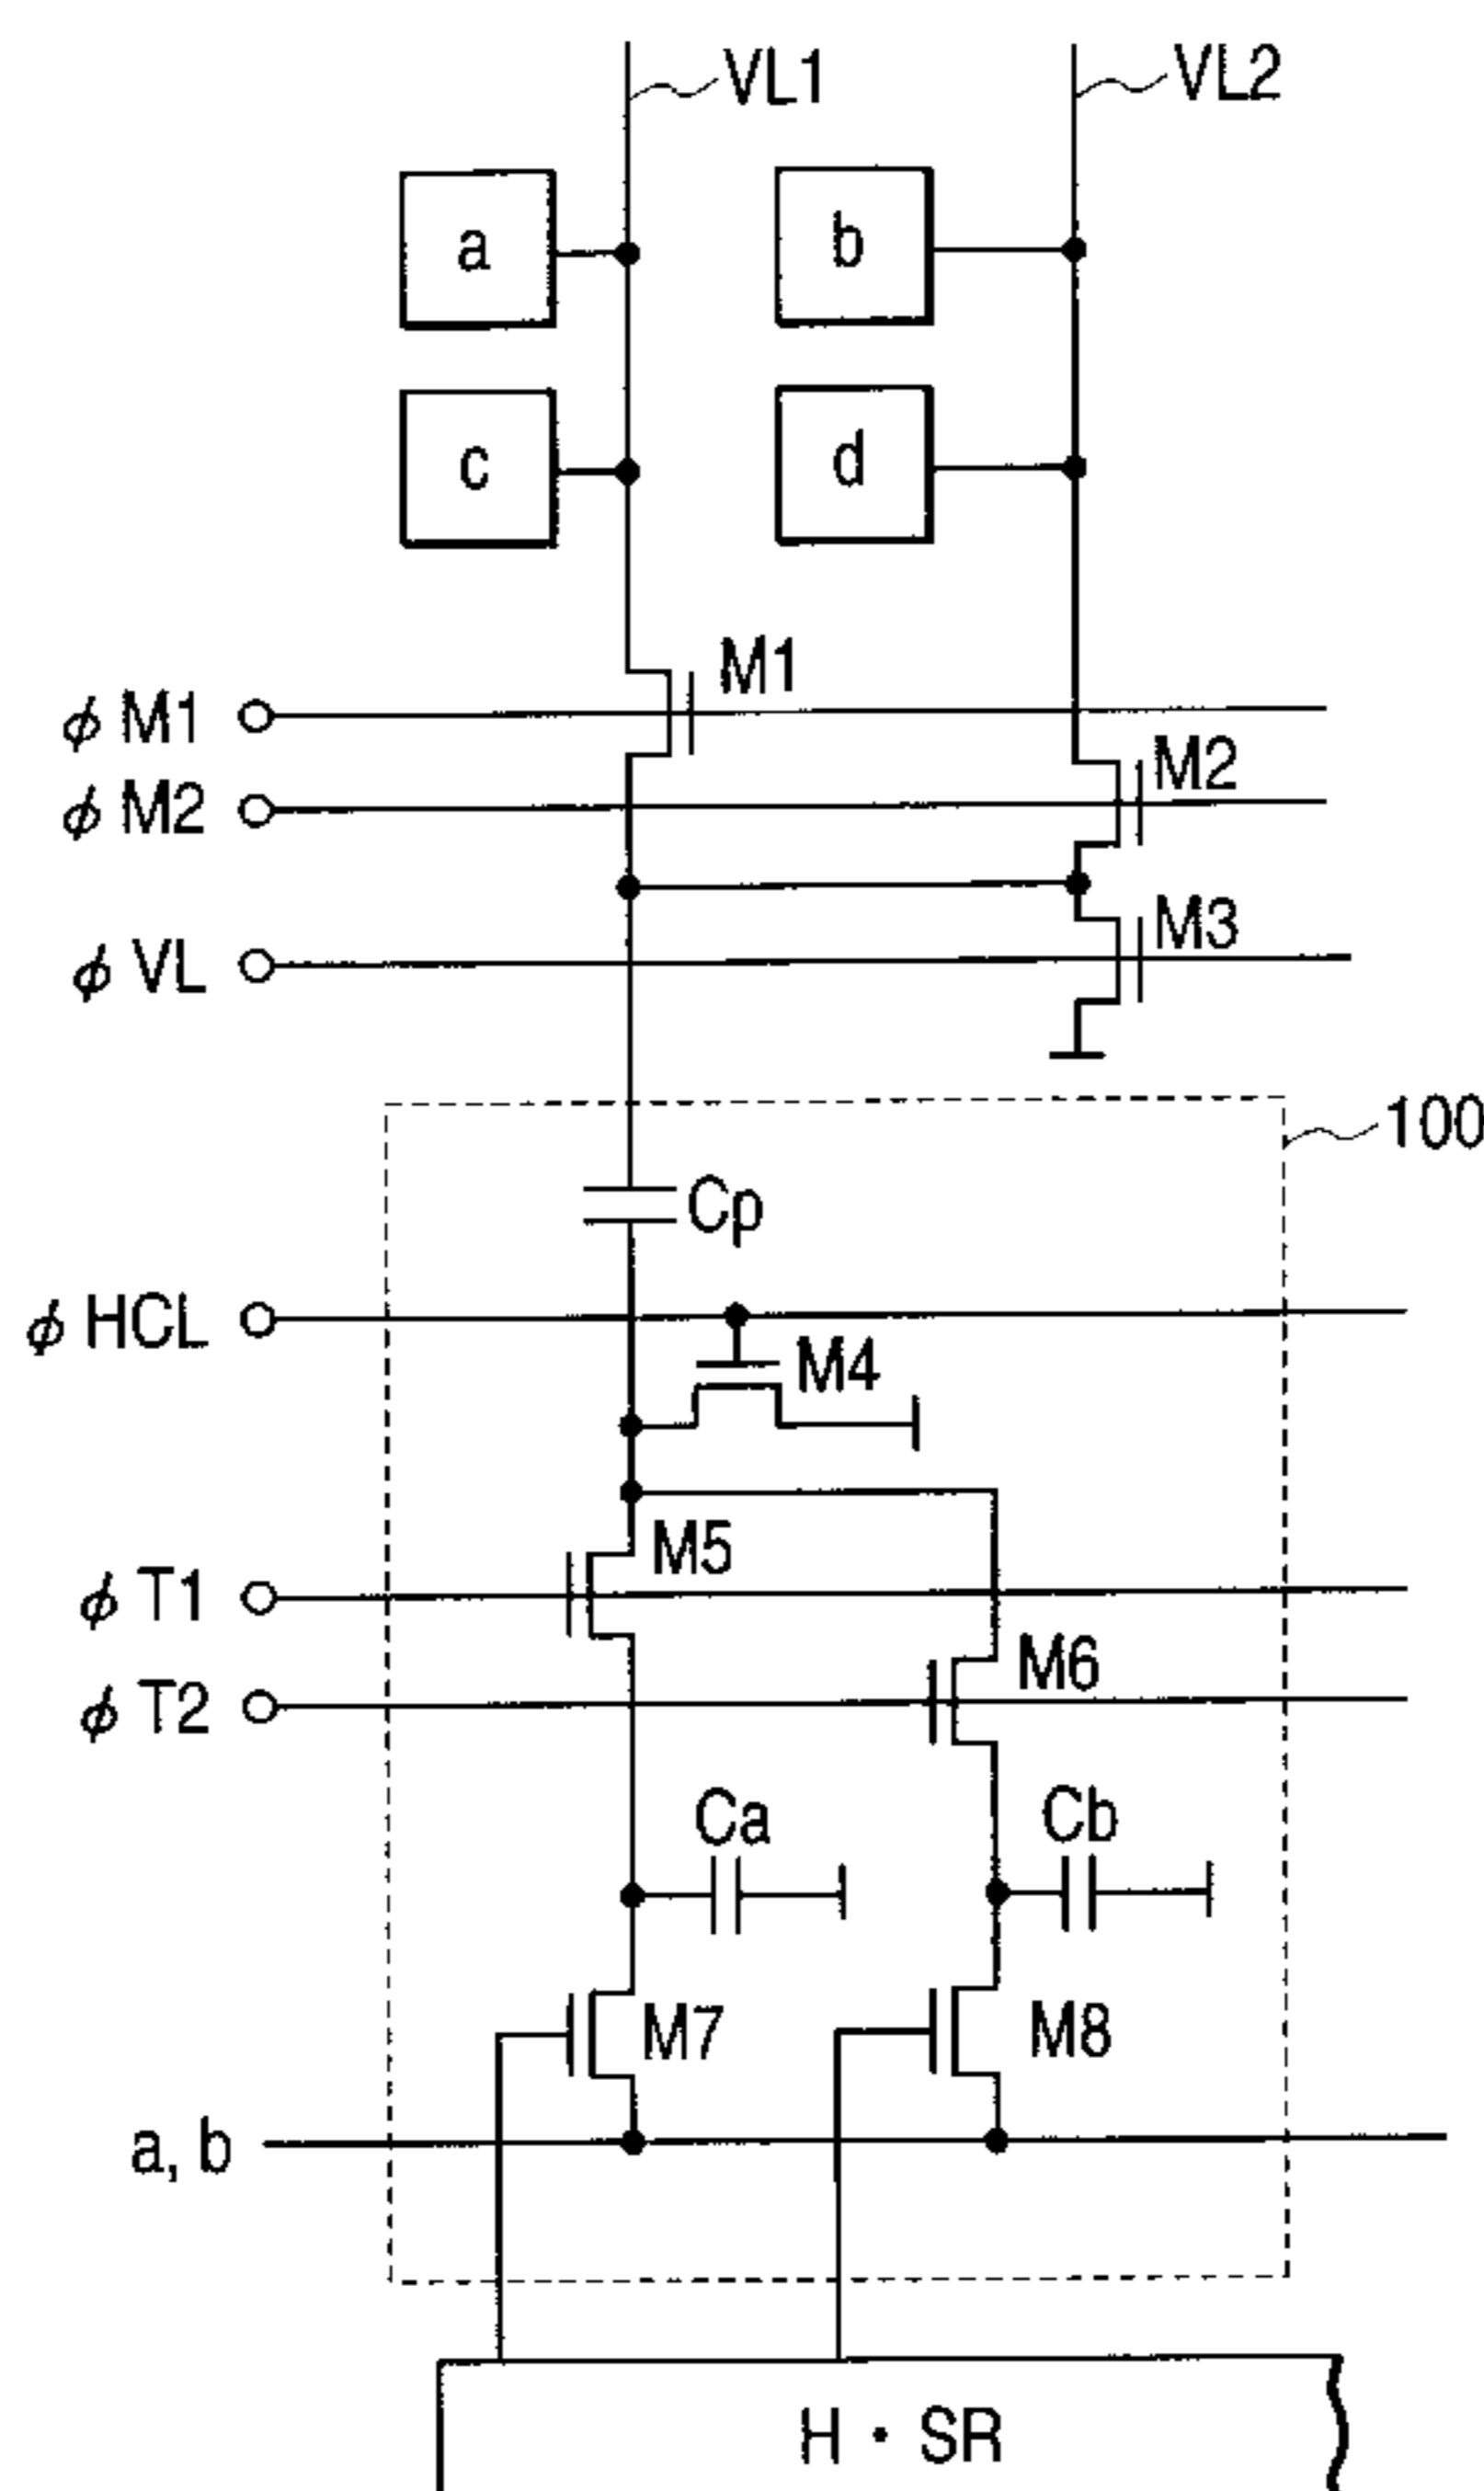 VL1
VL2
a
b
c
d
M1
ϕ M1
M2
ϕ M2
M3
ϕ VL
100
Cp
ϕ HCL
M4
M5
ϕ T1
M6
ϕ T2
Ca
Cb
M7
M8
a, b
H・SR